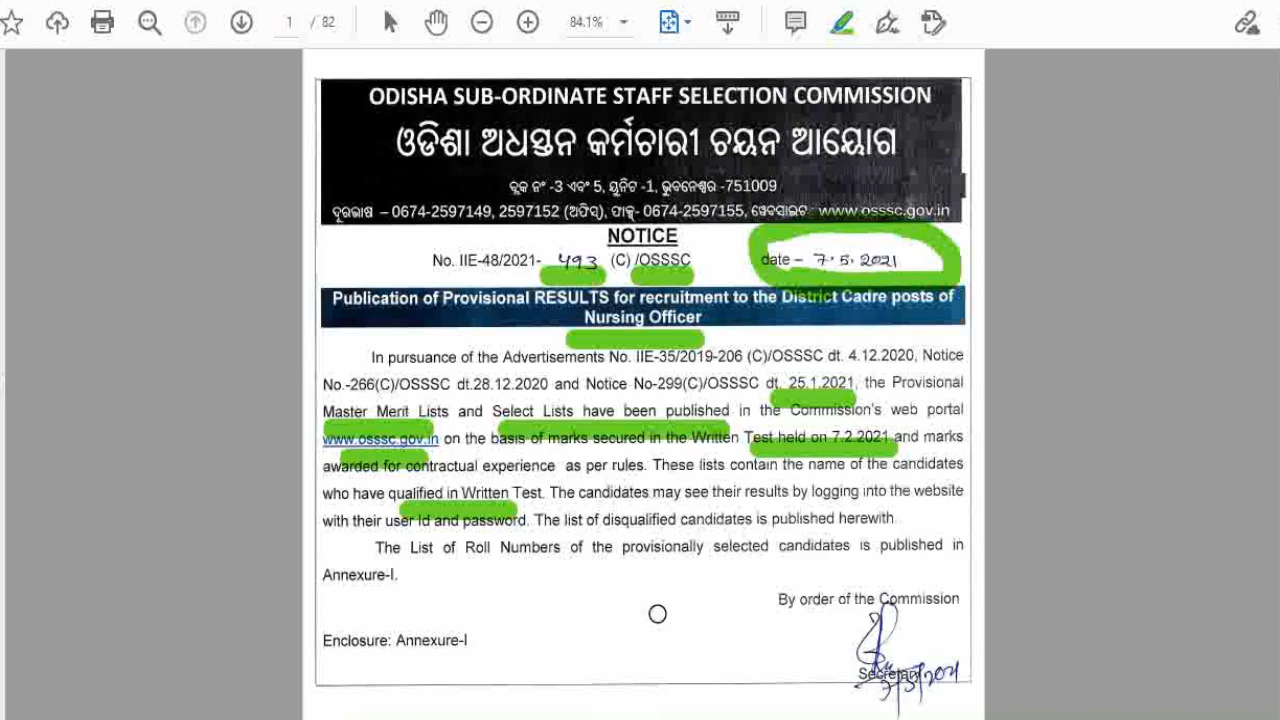 1 / 82
84.1%
ODISHA SUB-ORDINATE STAFF SELECTION COMMISSION
ଓଡିଶା ଅଧସ୍ତନ କର୍ମଚାରୀ ଚୟନ ଆୟୋଗ
ବ୍ଲକ ନଂ -3 ଏବଂ 5, ୟୁନିଟ -1, ଭୁବନେଶ୍ବର -751009
ଦୂରଭାଷ – 0674-2597149, 2597152 (ଅଫିସ୍), ଫାକ୍ସ- 0674-2597155, ୱେବସାଇଟ- www.osssc.gov.in
NOTICE
No. IIE-48/2021- 493 (C) /OSSSC date – 7.5.2021
Publication of Provisional RESULTS for recruitment to the District Cadre posts of
Nursing Officer
In pursuance of the Advertisements No. IIE-35/2019-206 (C)/OSSSC dt. 4.12.2020, Notice
No.-266(C)/OSSSC dt.28.12.2020 and Notice No-299(C)/OSSSC dt. 25.1.2021, the Provisional
Master Merit Lists and Select Lists have been published in the Commission's web portal
www.osssc.gov.in on the basis of marks secured in the Written Test held on 7.2.2021 and marks
awarded for contractual experience as per rules. These lists contain the name of the candidates
who have qualified in Written Test. The candidates may see their results by logging into the website
with their user Id and password. The list of disqualified candidates is published herewith.
The List of Roll Numbers of the provisionally selected candidates is published in
Annexure-I.
By order of the Commission
Enclosure: Annexure-I
Secretary
7/5/2021